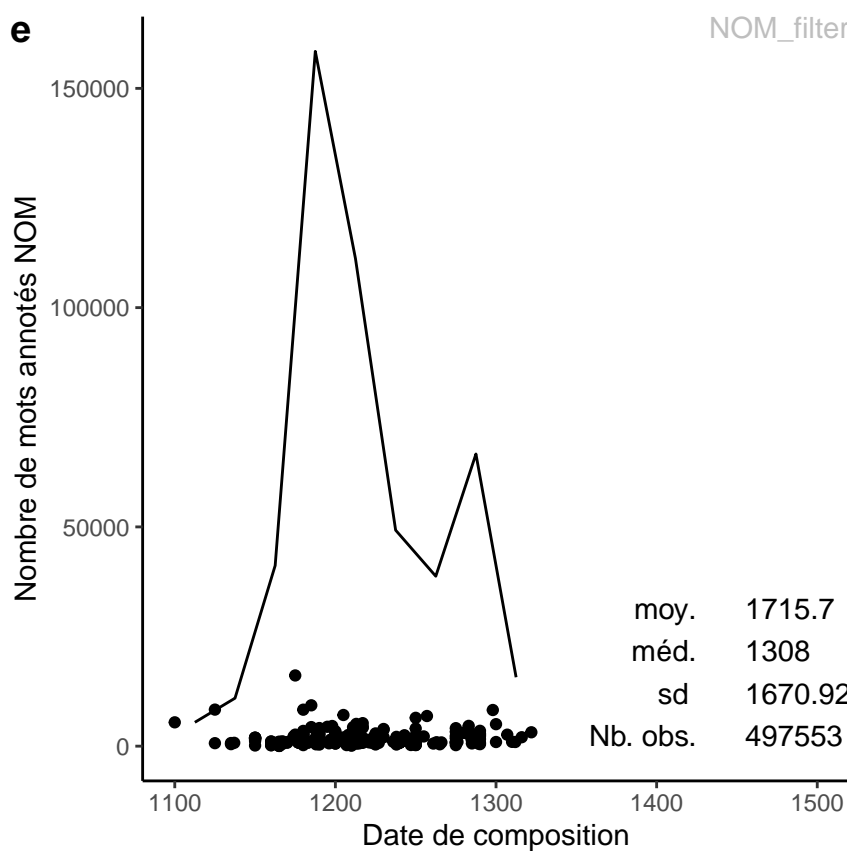 e
NOM_filter
Nombre de mots annotés NOM
150000
100000
50000
0
moy. 1715.7
méd. 1308
sd 1670.92
Nb. obs. 497553
1100 1200 1300 1400 1500
Date de composition